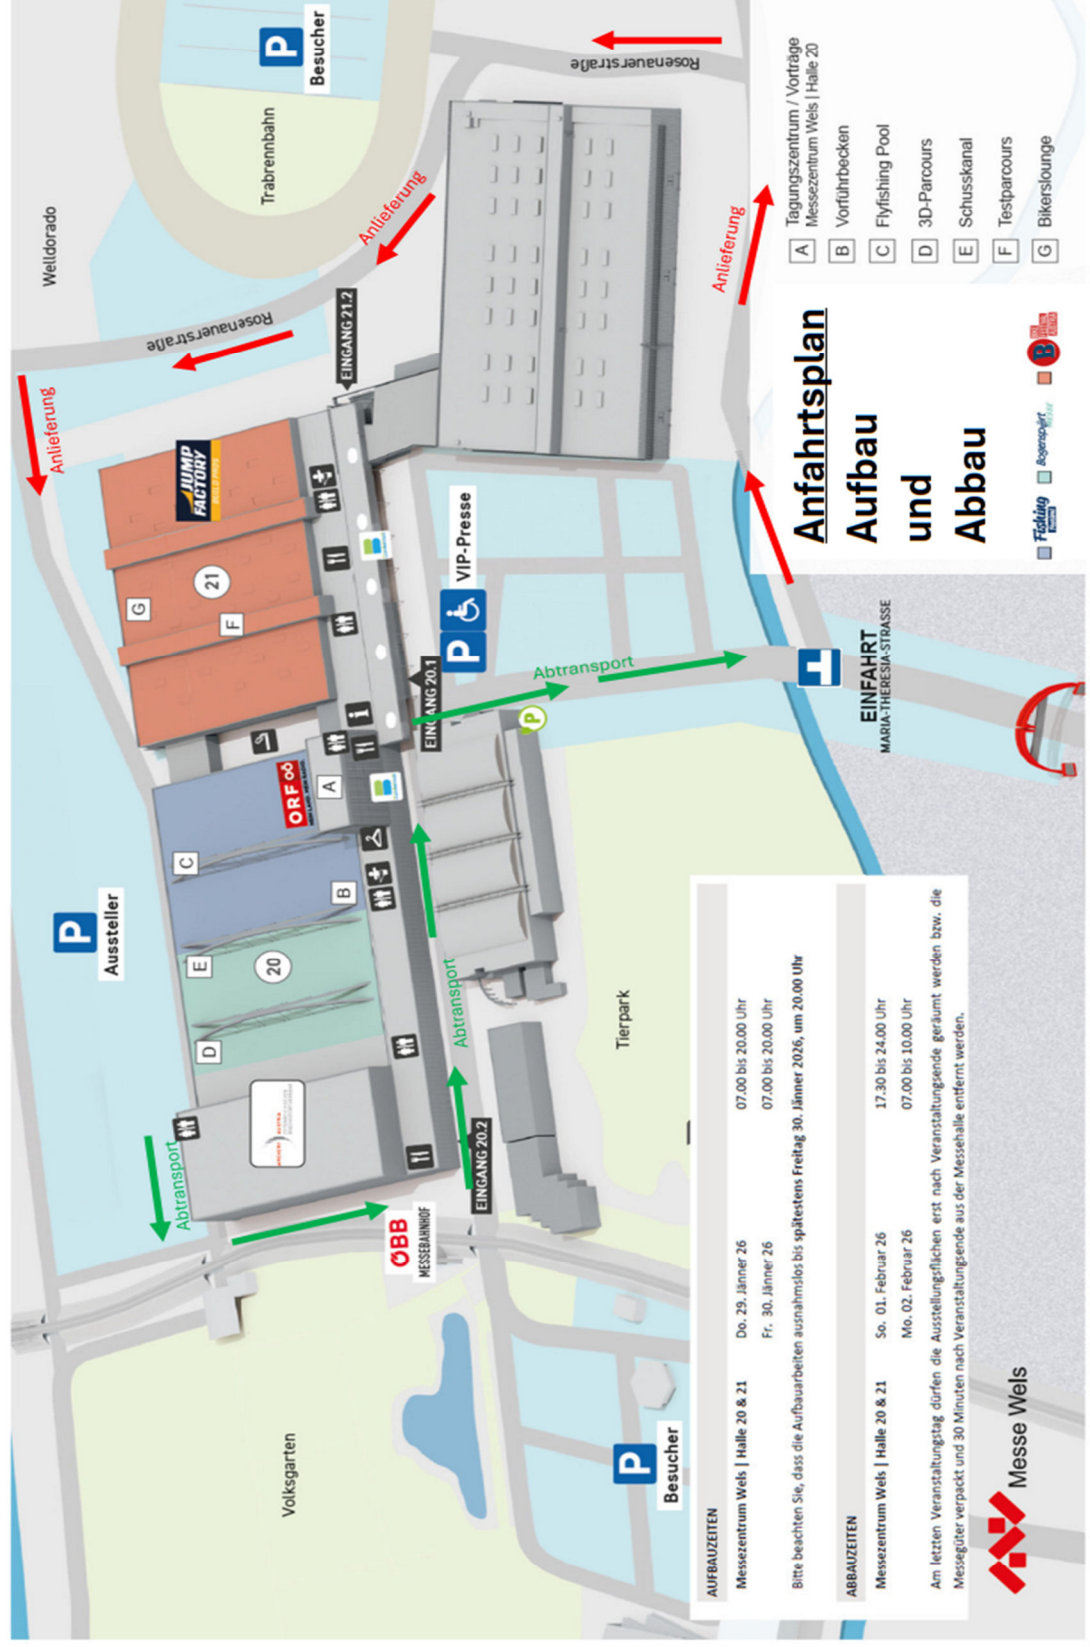 Anfahrtsplan
Aufbau
und
Abbau
A Tagungszentrum / Vorträge
Messezentrum Wels | Halle 20
B Vorführbecken
C Flyfishing Pool
D 3D-Parcours
E Schusskanal
F Testparcours
G Bikerslounge
Fishing
Bogensport
MESSE
B
Welldorado
Trabrennbahn
P
Besucher
Rosenauerstraße
Rosenauerstraße
Anlieferung
Anlieferung
Anlieferung
EINGANG 21.2
JUMP
FACTORY
BUILD PROS
G
21
F
P
Aussteller
P
VIP-Presse
EINGANG 20.1
P
Abtransport
EINFAHRT
MARIA-THERESIA-STRASSE
ORF OÖ
A
C
B
E
20
D
Abtransport
Abtransport
EINGANG 20.2
ÖBB
MESSEBAHNHOF
Tierpark
Volksgarten
P
Besucher
AUFBAUZEITEN
Messezentrum Wels | Halle 20 & 21 Do. 29. Jänner 26 07.00 bis 20.00 Uhr
Fr. 30. Jänner 26 07.00 bis 20.00 Uhr
Bitte beachten Sie, dass die Aufbauarbeiten ausnahmslos bis spätestens Freitag 30. Jänner 2026, um 20.00 Uhr
ABBAUZEITEN
Messezentrum Wels | Halle 20 & 21 So. 01. Februar 26 17.30 bis 24.00 Uhr
Mo. 02. Februar 26 07.00 bis 10.00 Uhr
Am letzten Veranstaltungstag dürfen die Ausstellungsflächen erst nach Veranstaltungsende geräumt werden bzw. die
Messegüter verpackt und 30 Minuten nach Veranstaltungsende aus der Messehalle entfernt werden.
Messe Wels